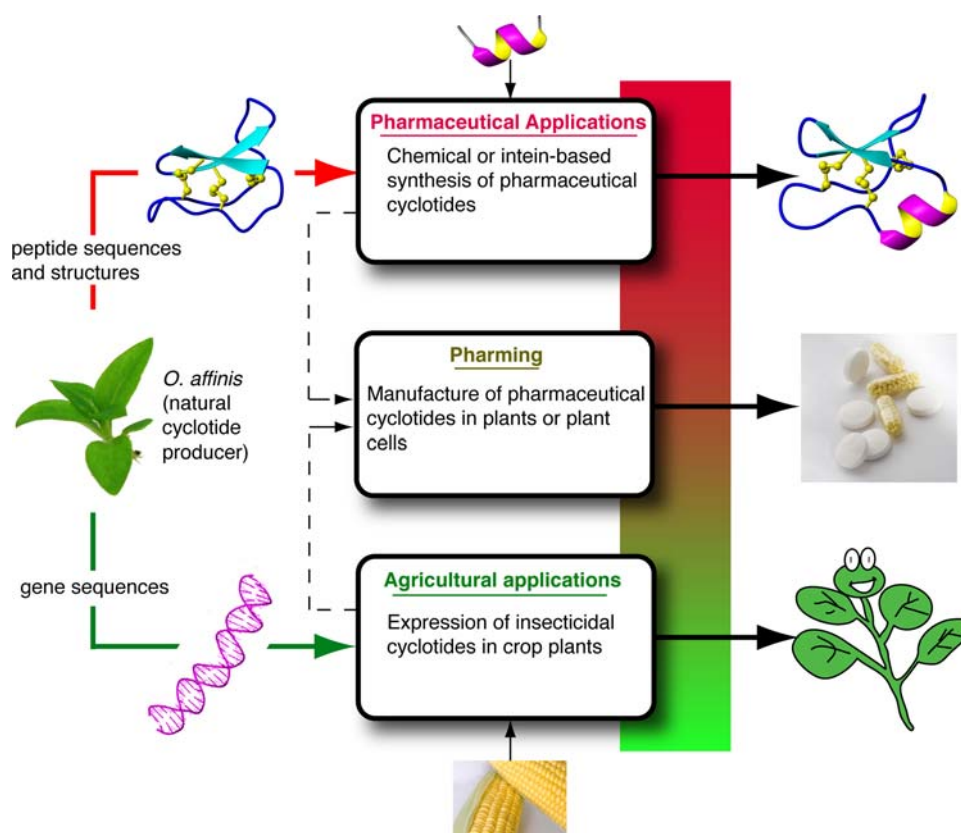 Pharmaceutical Applications
Chemical or intein-based
synthesis of pharmaceutical
cyclotides
peptide sequences
and structures
O. affinis
(natural
cyclotide
producer)
Pharming
Manufacture of pharmaceutical
cyclotides in plants or plant
cells
gene sequences
Agricultural applications
Expression of insecticidal
cyclotides in crop plants